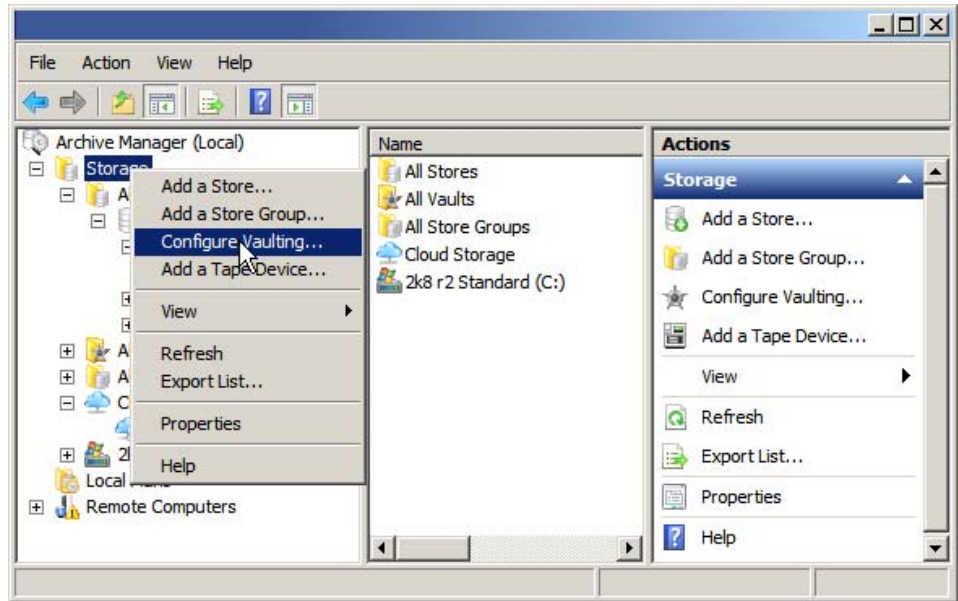 File Action View Help
Archive Manager (Local)
Storage
A
A
A
C
2
Local
Remote Computers
Add a Store...
Add a Store Group...
Configure Vaulting...
Add a Tape Device...
View
Refresh
Export List...
Properties
Help
Name
All Stores
All Vaults
All Store Groups
Cloud Storage
2k8 r2 Standard (C:)
Actions
Storage
Add a Store...
Add a Store Group...
Configure Vaulting...
Add a Tape Device...
View
Refresh
Export List...
Properties
Help